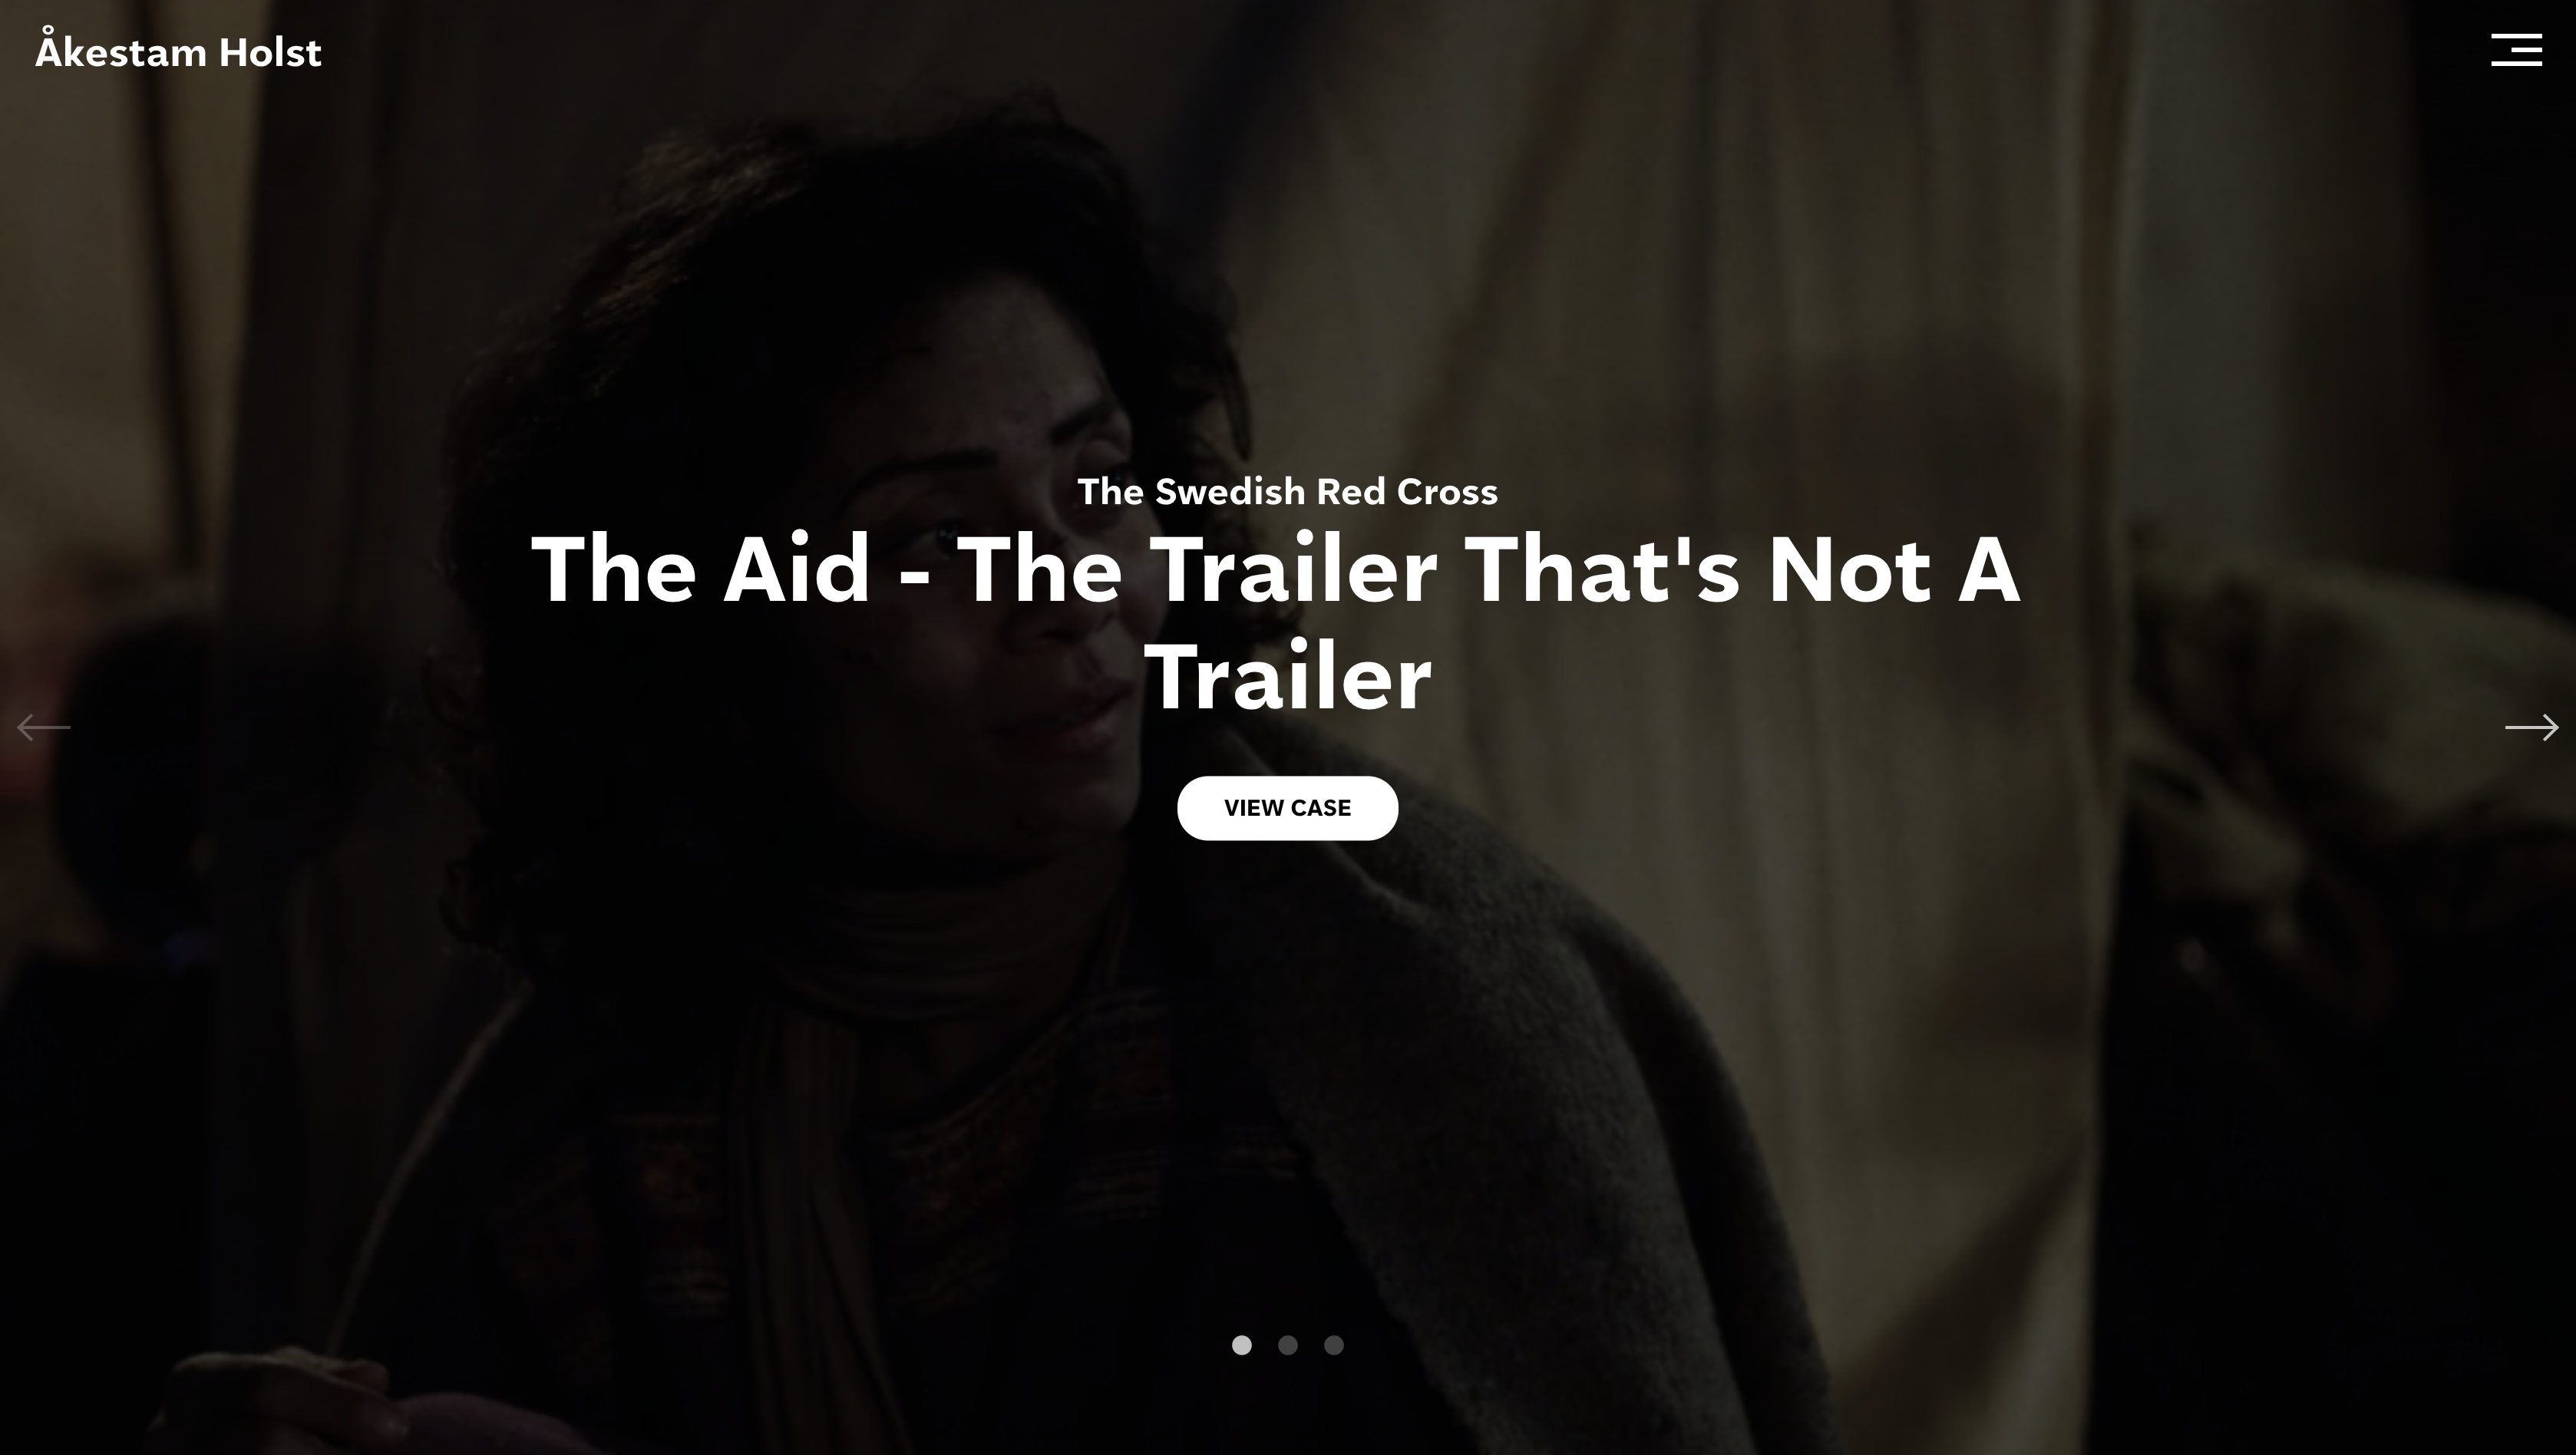 Åkestam Holst
The Swedish Red Cross
The Aid - The Trailer That's Not A
Trailer
VIEW CASE